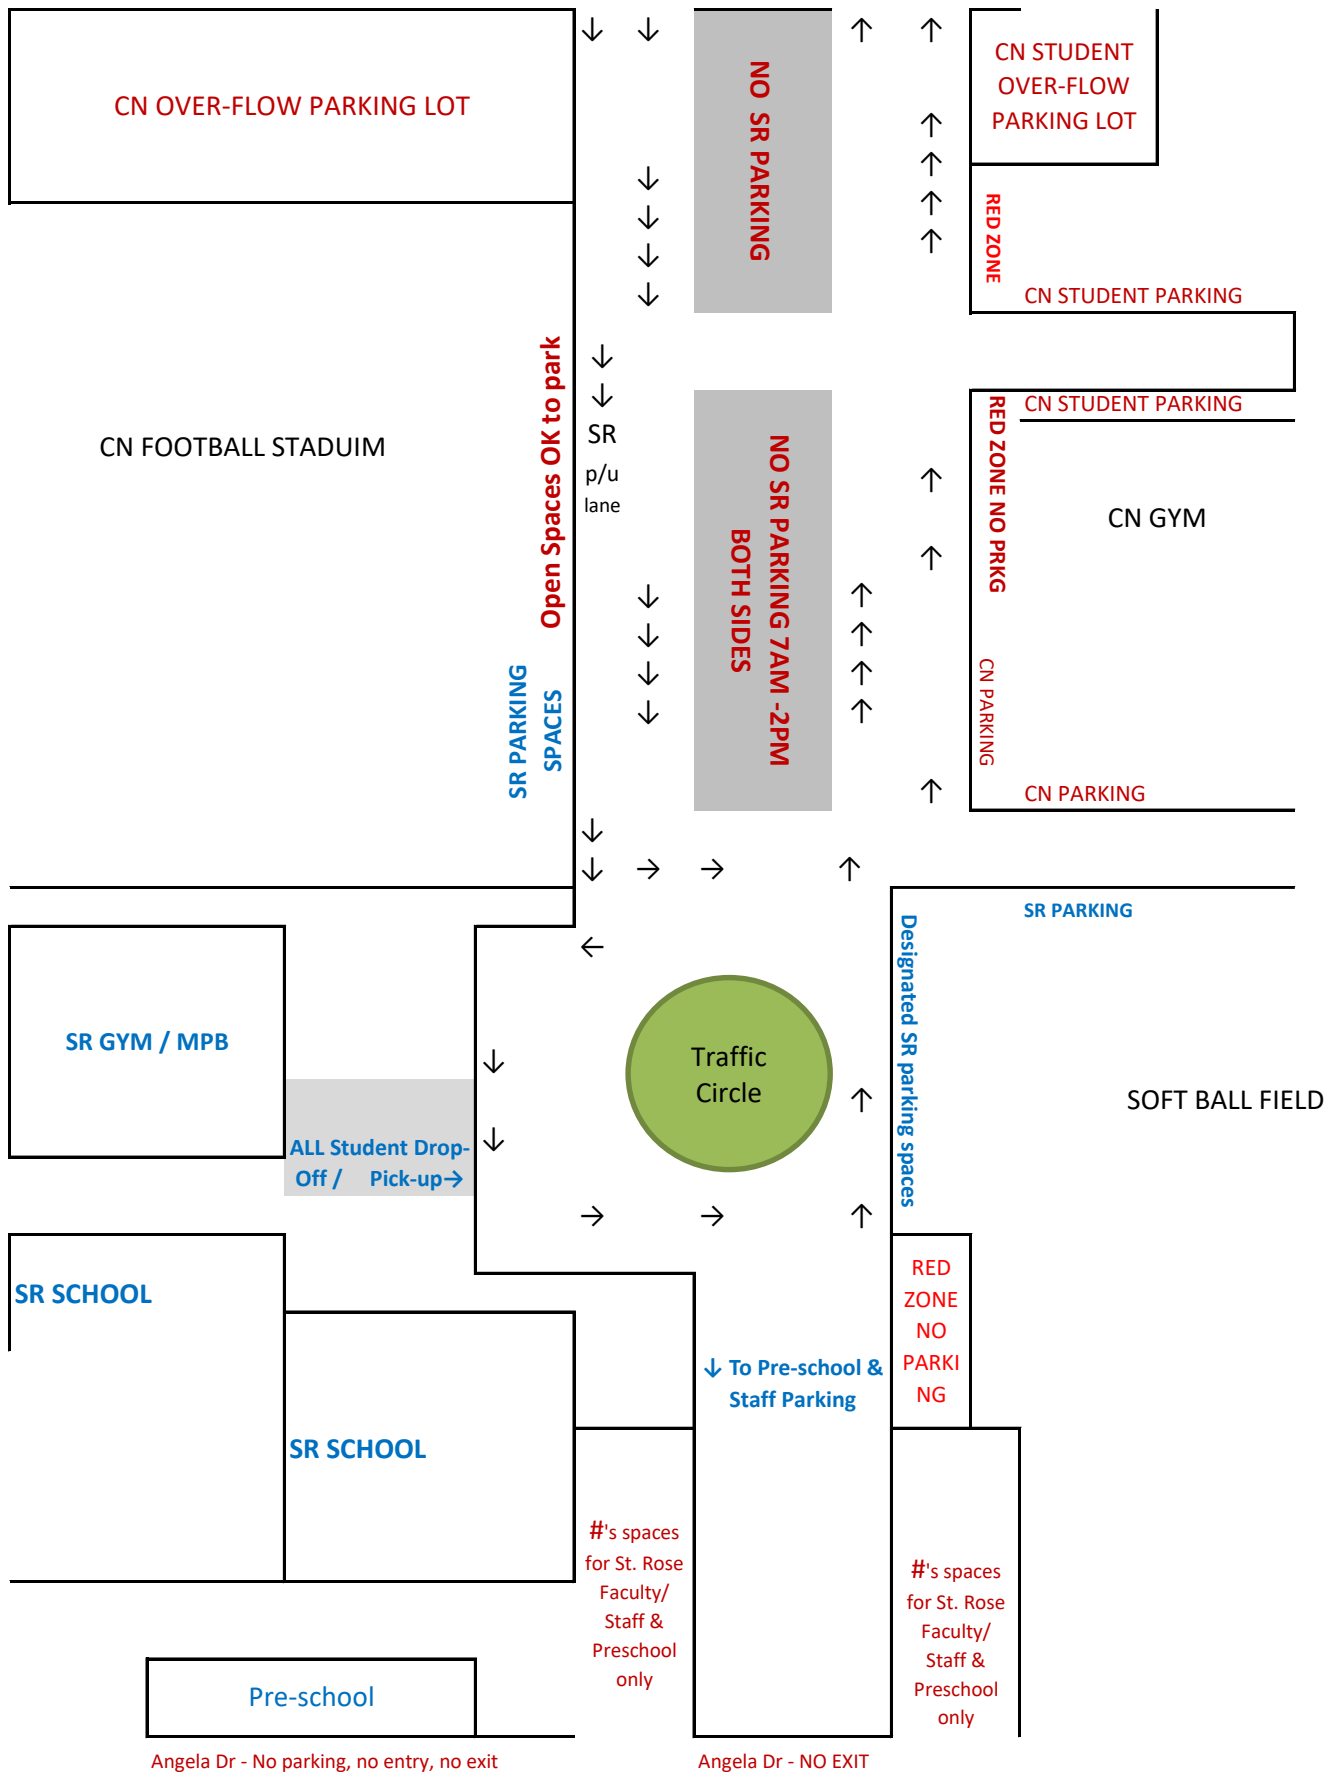 CN OVER-FLOW PARKING LOT
↓ ↓
NO SR PARKING
↑ ↑
CN STUDENT
OVER-FLOW
PARKING LOT
RED ZONE
CN STUDENT PARKING
Open Spaces OK to park
CN FOOTBALL STADUIM
SR
p/u
lane
NO SR PARKING 7AM -2PM
BOTH SIDES
RED ZONE NO PRKG
CN STUDENT PARKING
CN GYM
SR PARKING
SPACES
CN PARKING
CN PARKING
SR PARKING
Designated SR parking spaces
SR GYM / MPB
Traffic
Circle
SOFT BALL FIELD
ALL Student Drop-
Off / Pick-up→
SR SCHOOL
RED
ZONE
NO
PARKI
NG
↓ To Pre-school &
Staff Parking
SR SCHOOL
#'s spaces
for St. Rose
Faculty/
Staff &
Preschool
only
#'s spaces
for St. Rose
Faculty/
Staff &
Preschool
only
Pre-school
Angela Dr - No parking, no entry, no exit
Angela Dr - NO EXIT